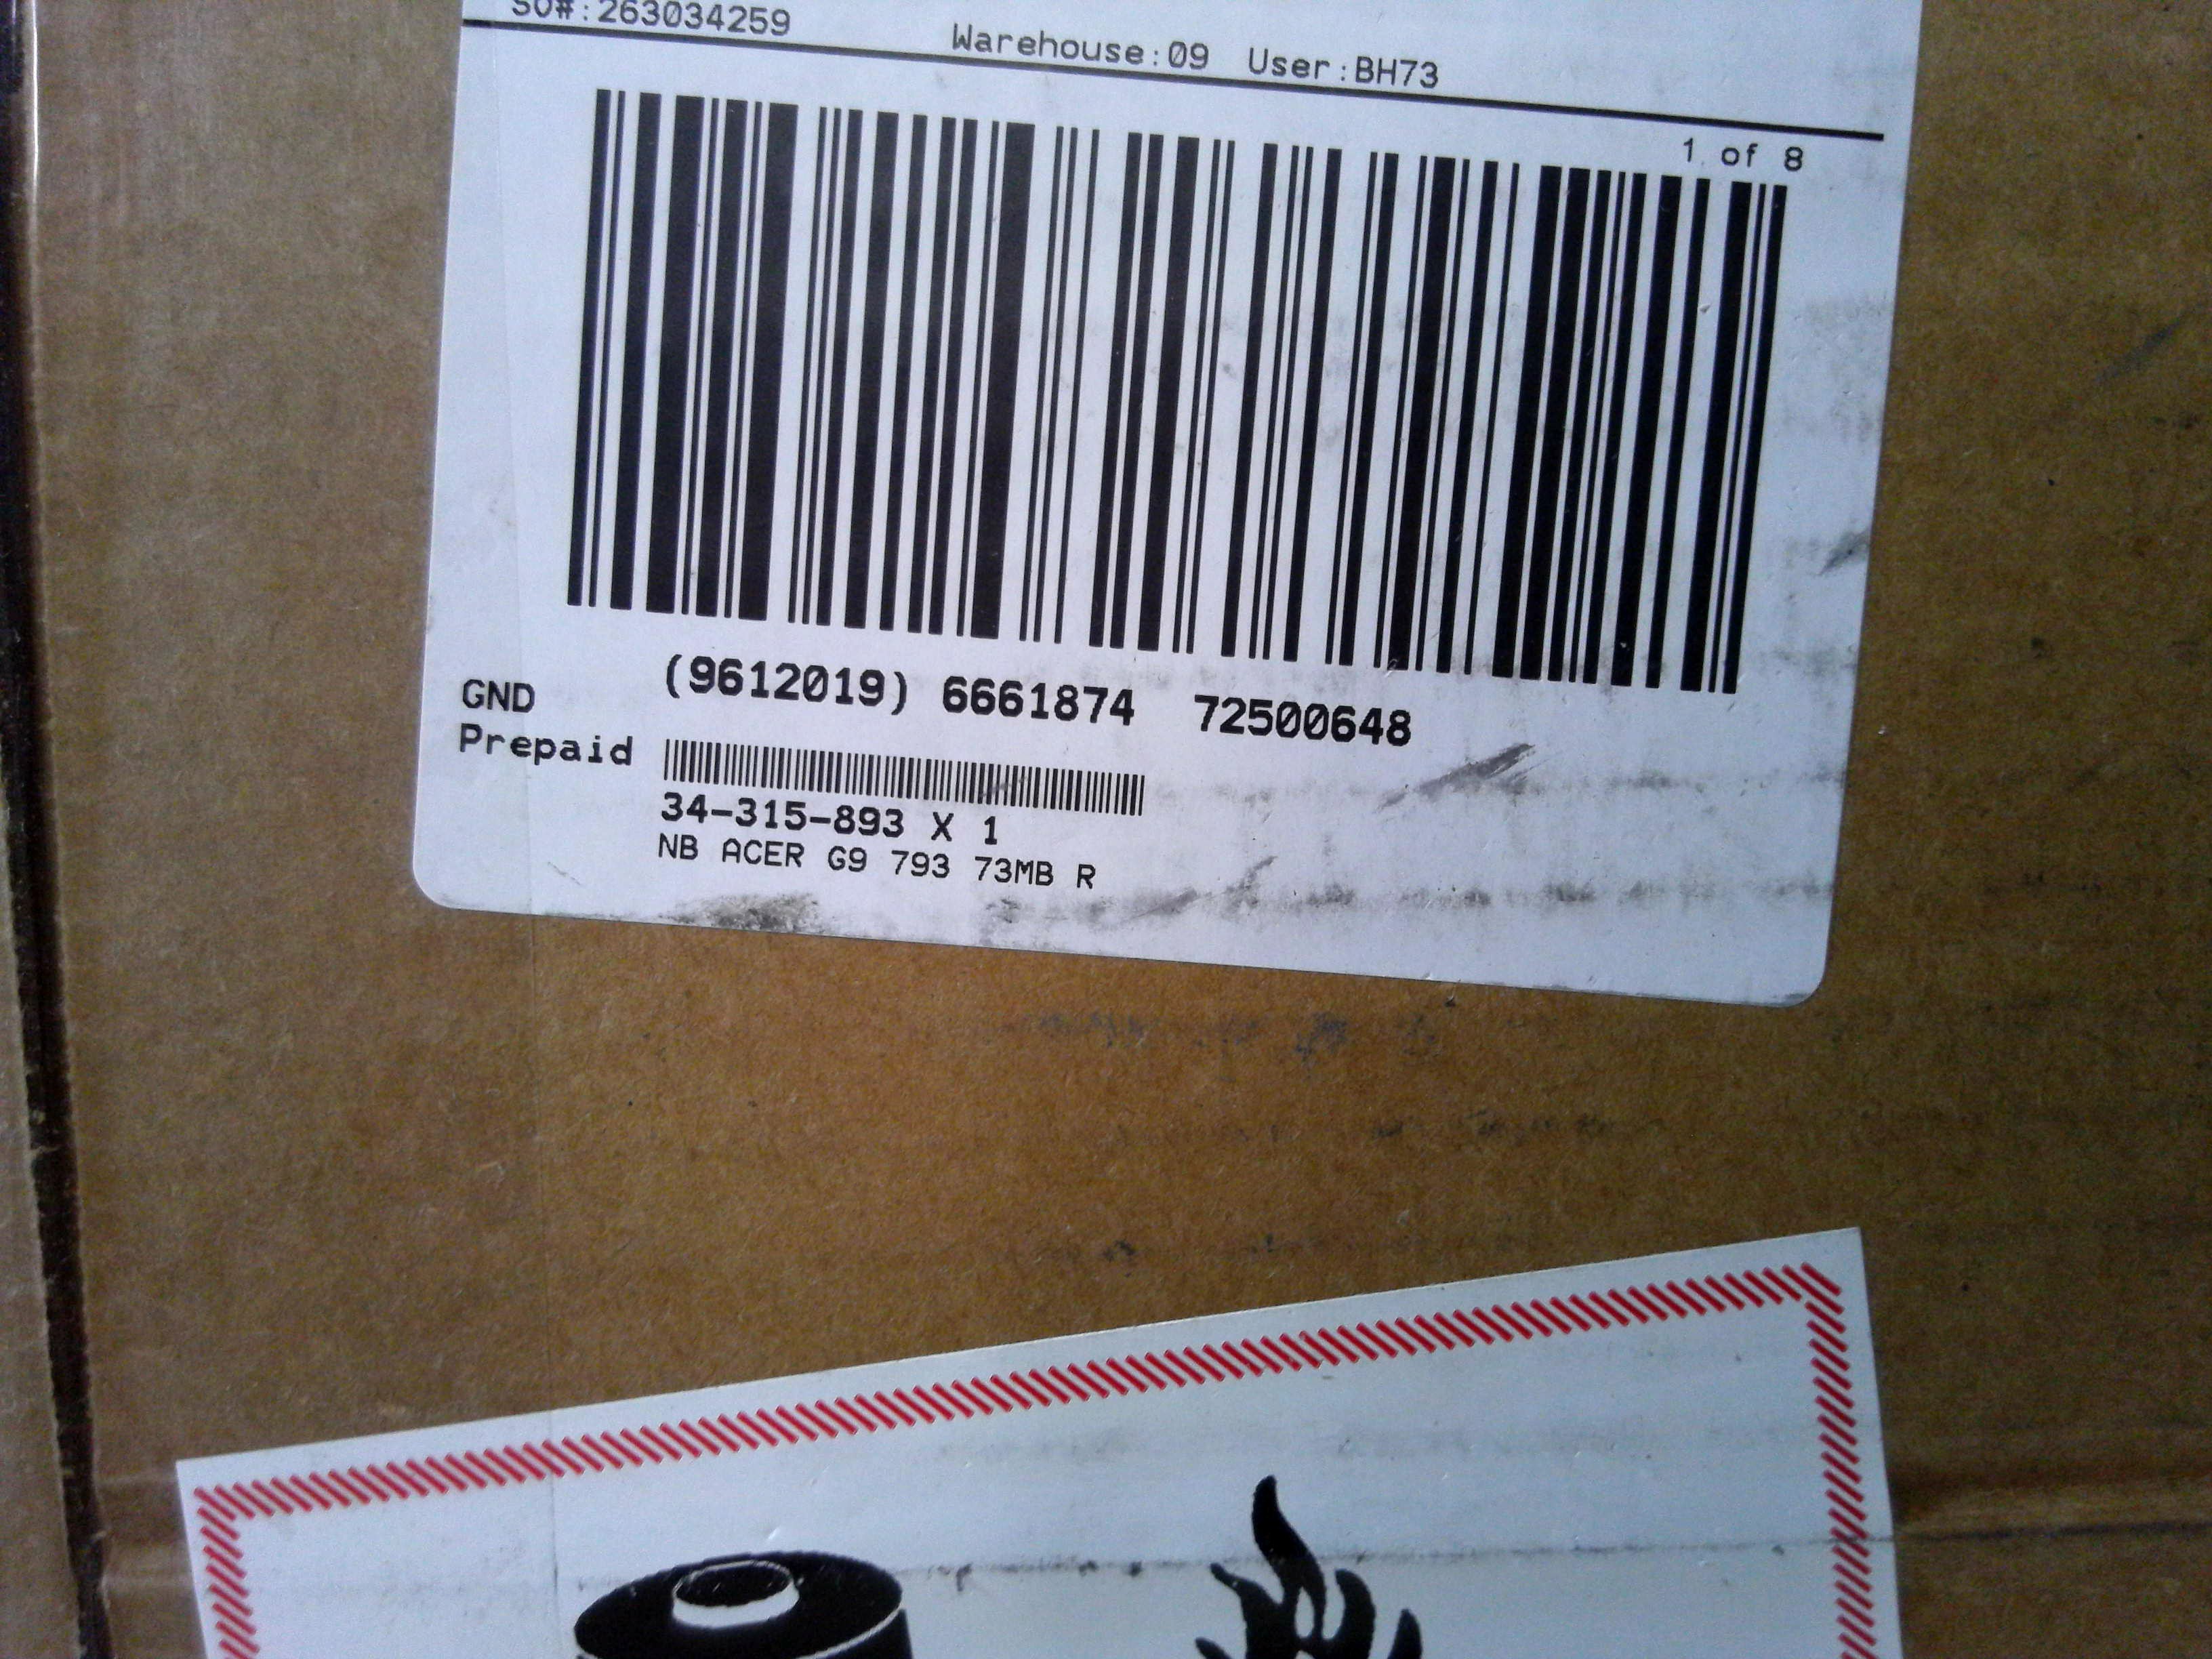 SO#:263034259 Warehouse:09 User:BH73
1 of 8
(9612019) 6661874 72500648
GND
Prepaid
34-315-893 X 1
NB ACER G9 793 73MB R